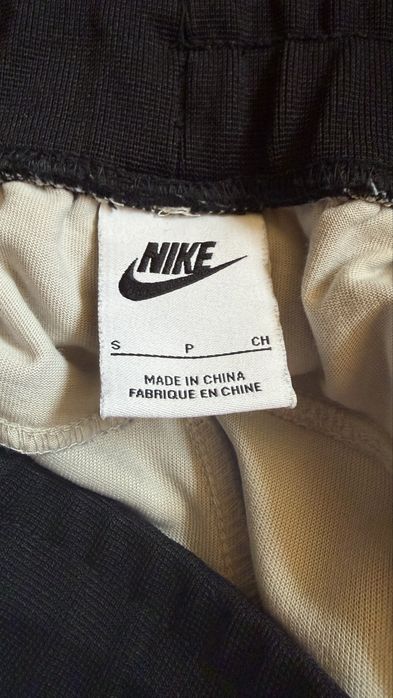 NIKE
S P CH
MADE IN CHINA
FABRIQUE EN CHINE